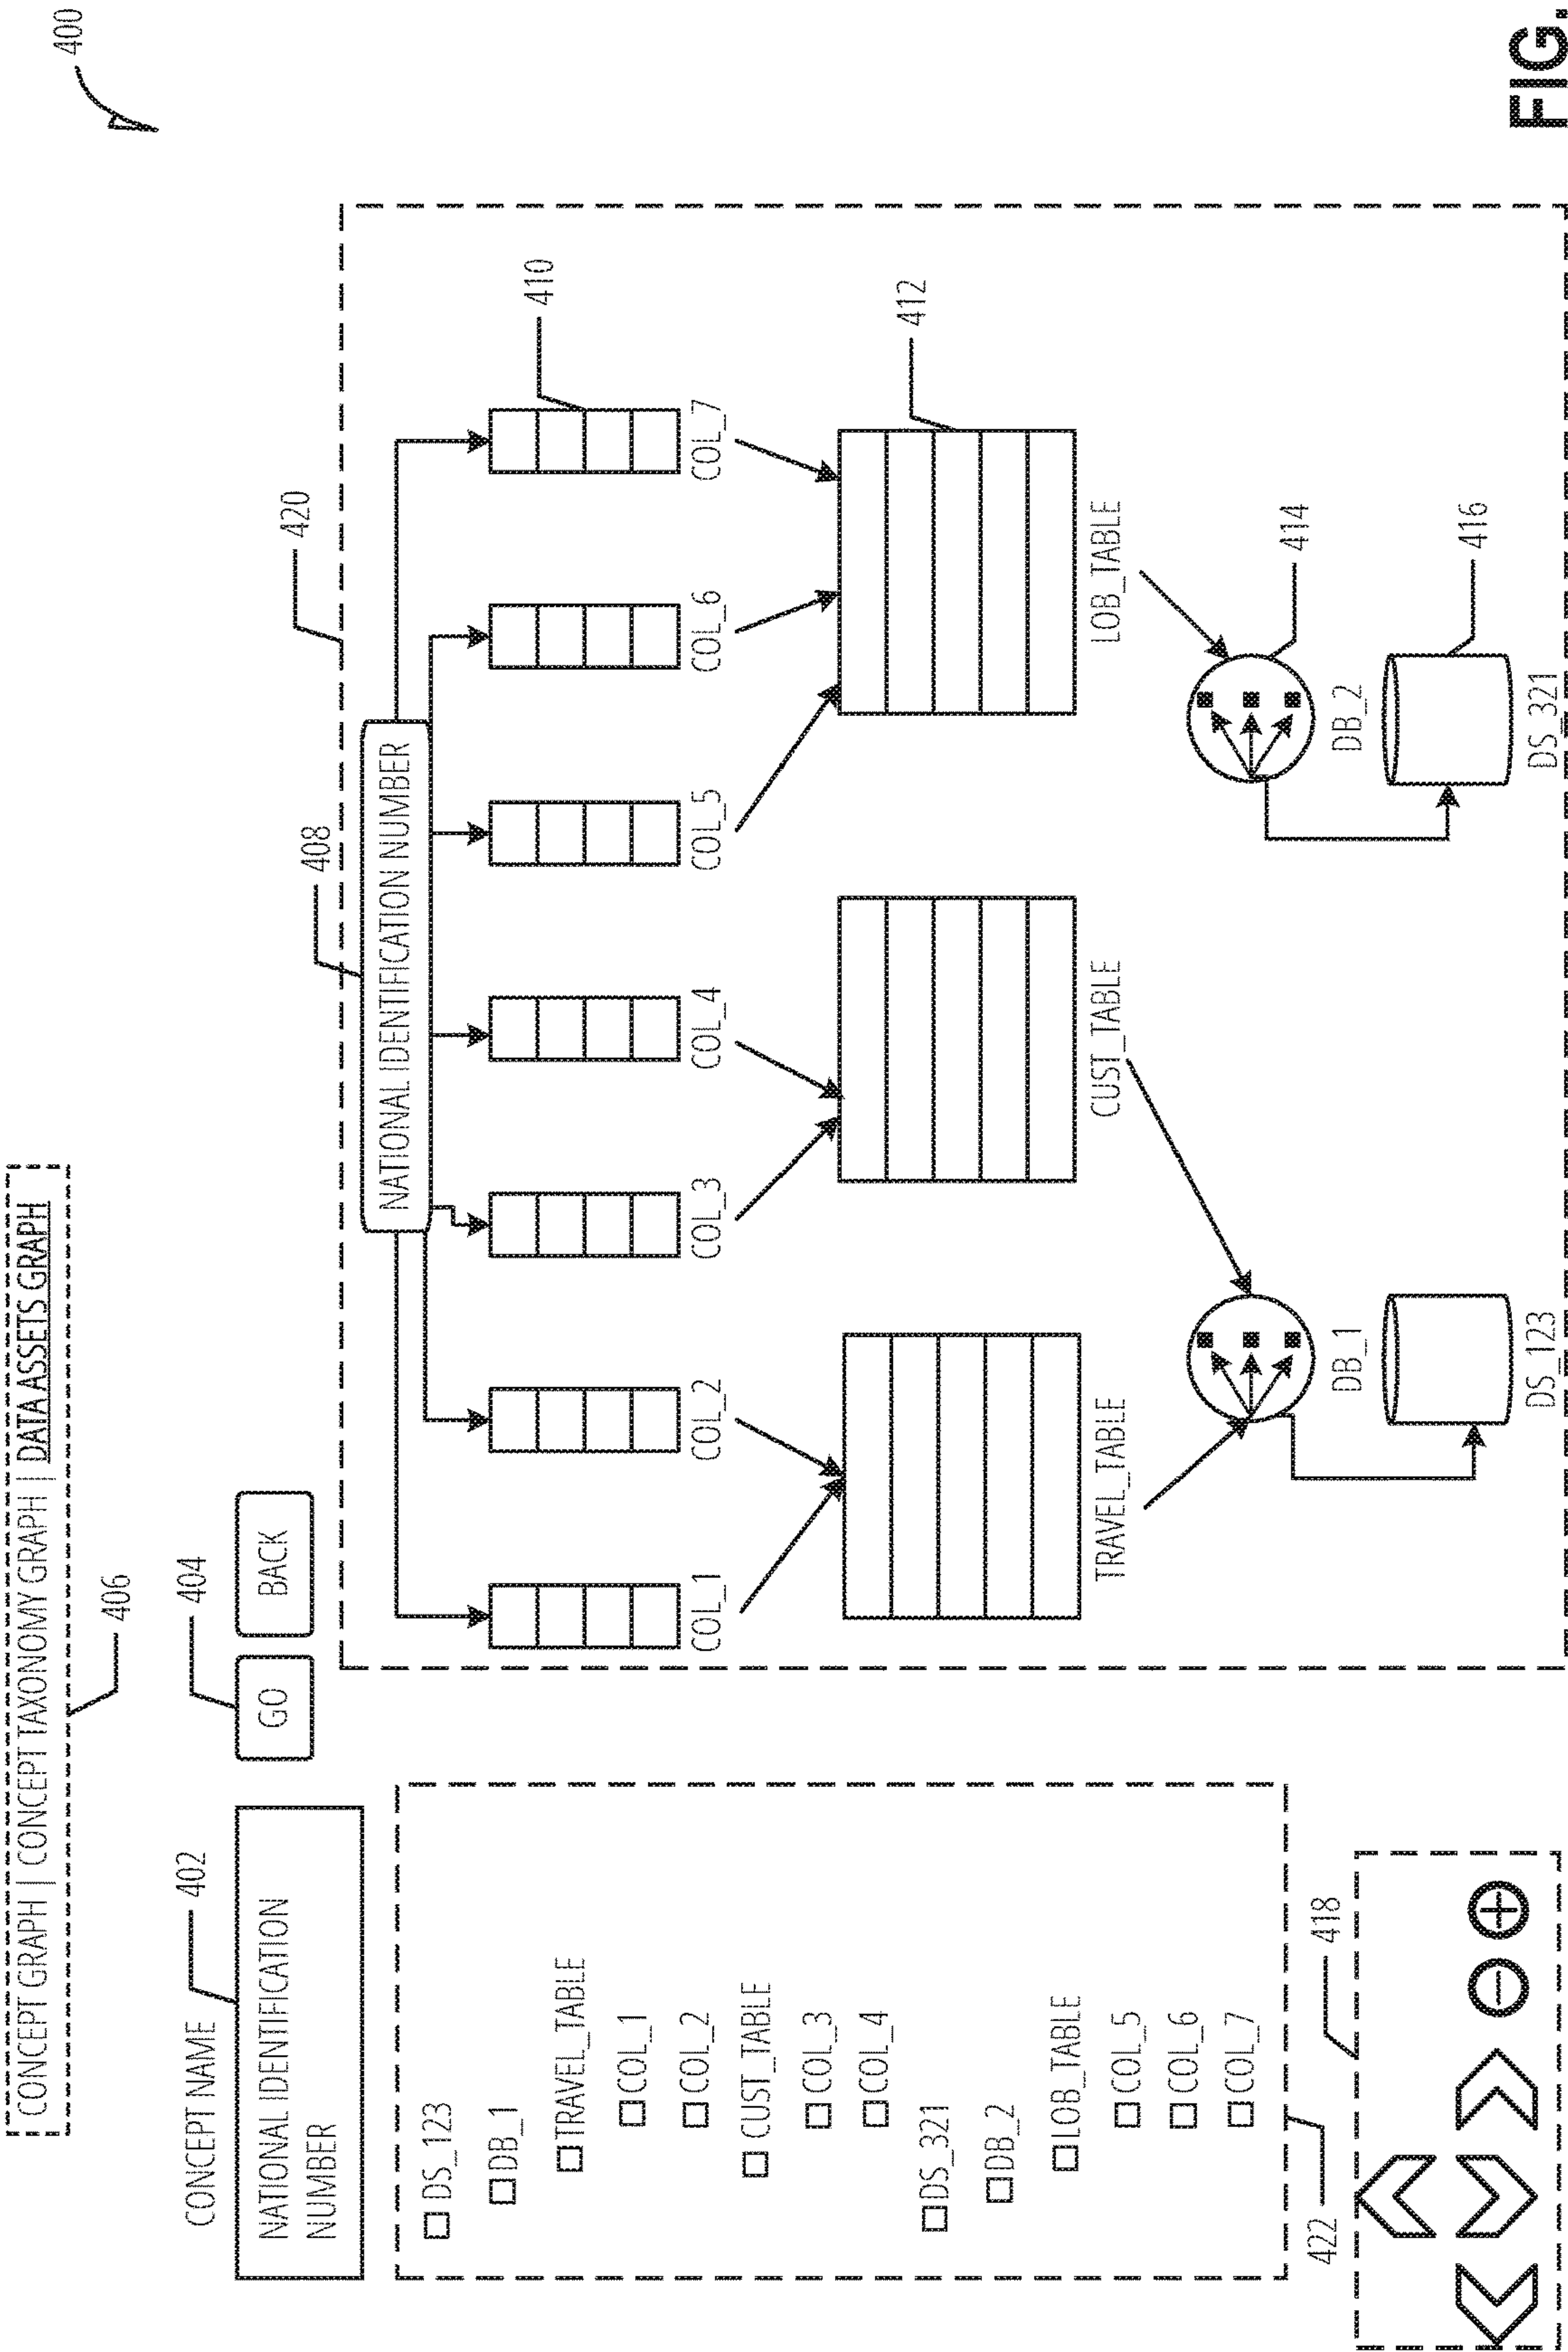 400
CONCEPT GRAPH | CONCEPT TAXONOMY GRAPH | DATA ASSETS GRAPH
406
CONCEPT NAME
402
NATIONAL IDENTIFICATION
NUMBER
404
GO
BACK
DS_123
DB_1
TRAVEL_TABLE
COL_1
COL_2
CUST_TABLE
COL_3
COL_4
DS_321
DB_2
LOB_TABLE
COL_5
COL_6
COL_7
422
418
420
408
NATIONAL IDENTIFICATION NUMBER
410
COL_1
COL_2
COL_3
COL_4
COL_5
COL_6
COL_7
412
TRAVEL_TABLE
CUST_TABLE
LOB_TABLE
414
DB_1
DB_2
416
DS_123
DS_321
FIG.